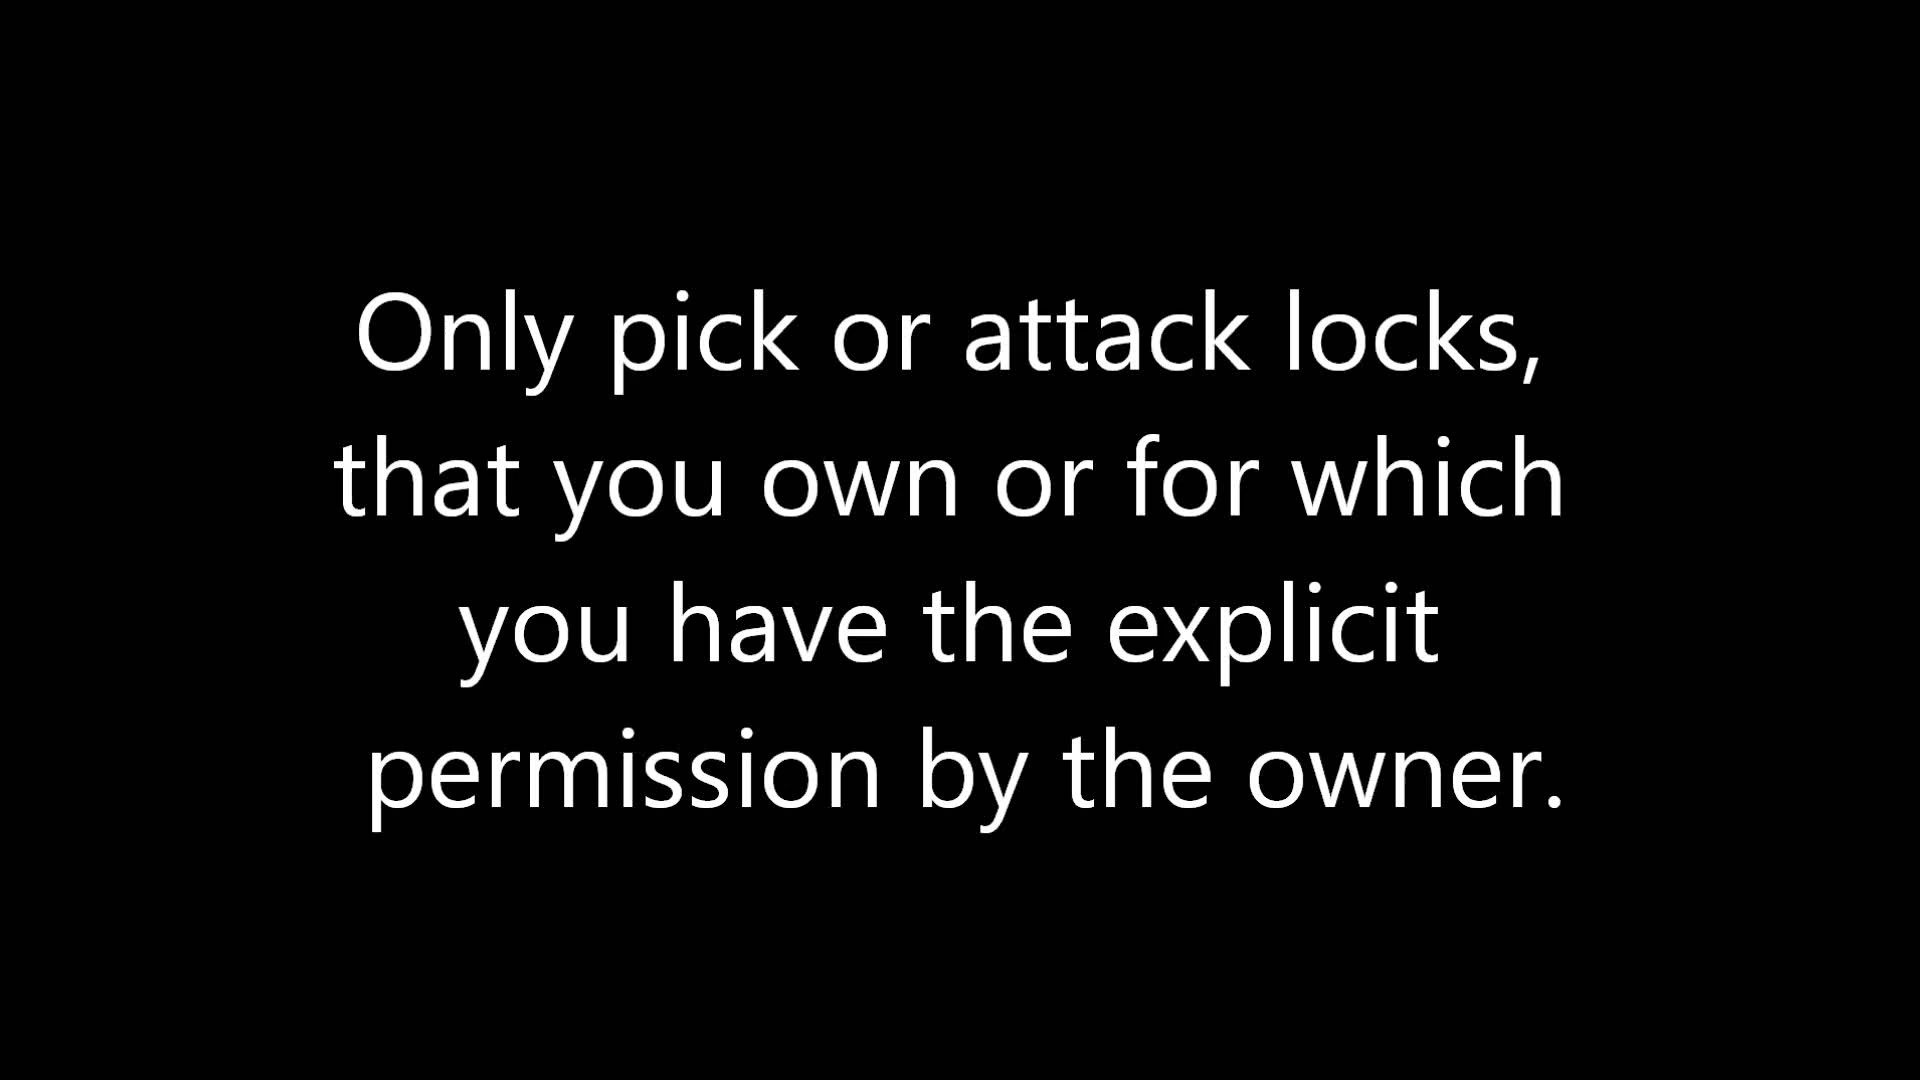 Only pick or attack locks,
that you own or for which
you have the explicit
permission by the owner.